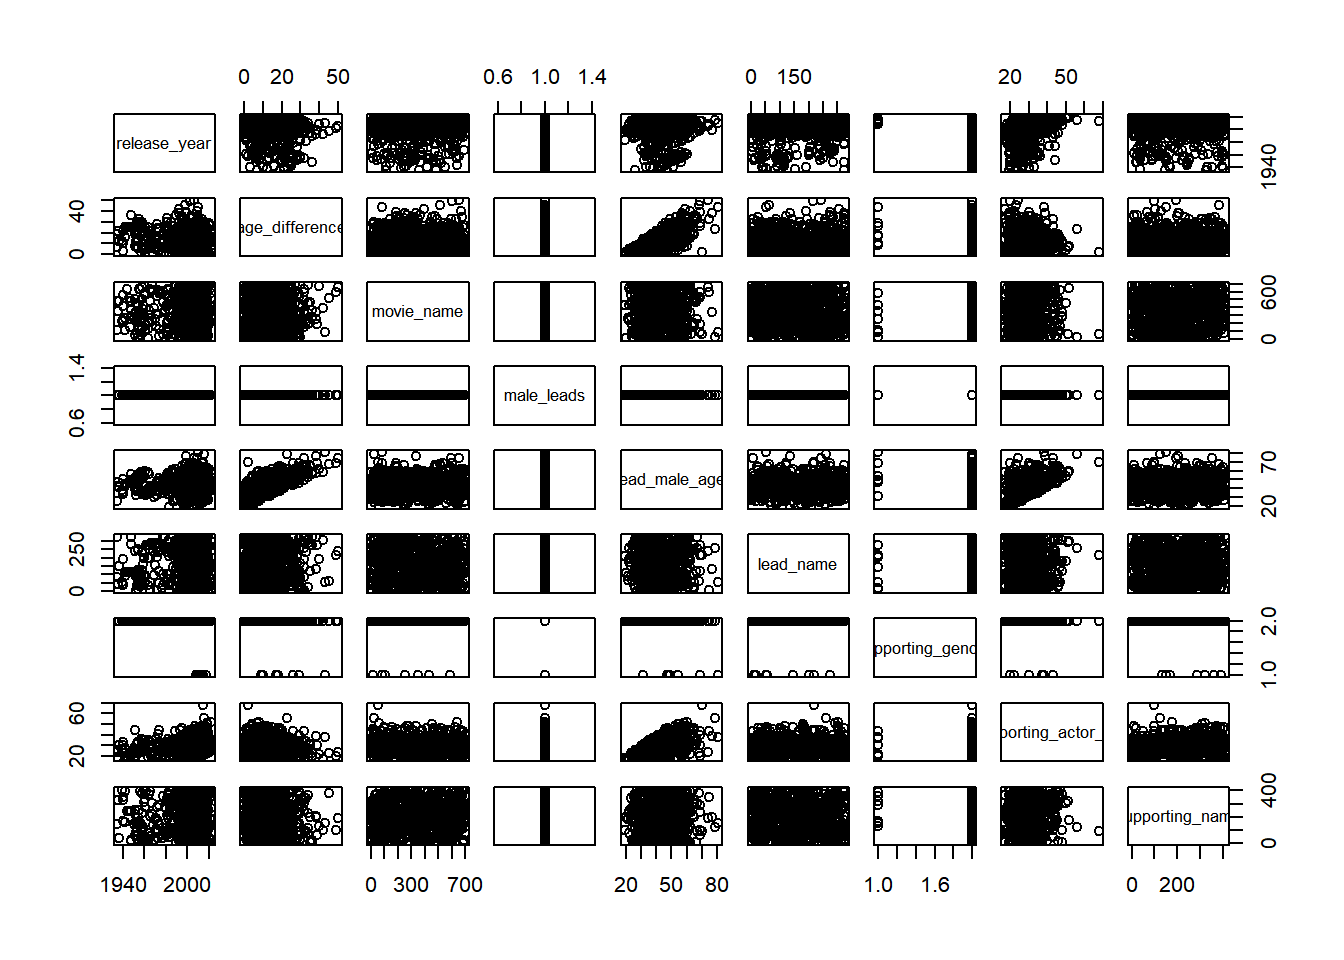 0 20 50 0.6 1.0 1.4 0 150 20 50
release_year 1940
0 40 age_difference
movie_name 0 600
0.6 1.4 male_leads
ead_male_age 20 70
0 250 lead_name
pporting_gend 1.0 2.0
20 60 porting_actor_
upporting_nam 0 400
1940 2000 0 300 700 20 50 80 1.0 1.6 0 200